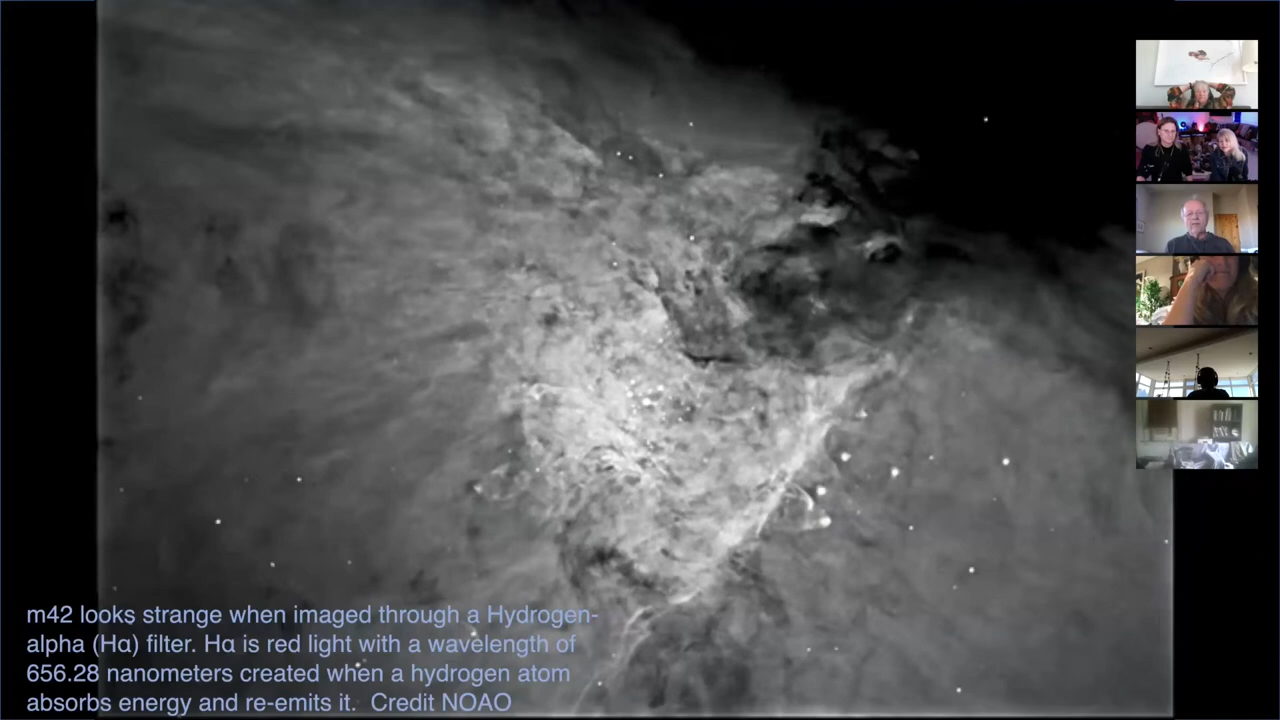 m42 looks strange when imaged through a Hydrogen-
alpha (Hα) filter. Hα is red light with a wavelength of
656.28 nanometers created when a hydrogen atom
absorbs energy and re-emits it.  Credit NOAO